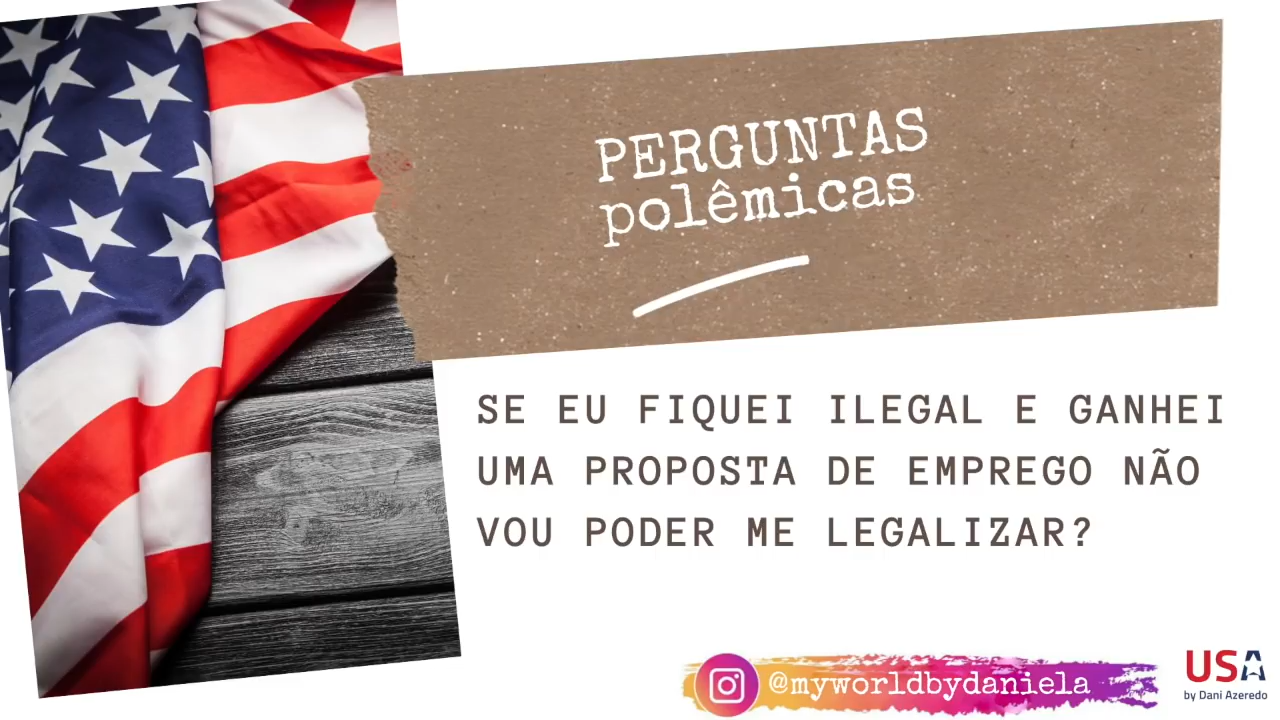 PERGUNTAS
polêmicas
SE EU FIQUEI ILEGAL E GANHEI
UMA PROPOSTA DE EMPREGO NÃO
VOU PODER ME LEGALIZAR?
@myworldbydaniela
USA
by Dani Azeredo